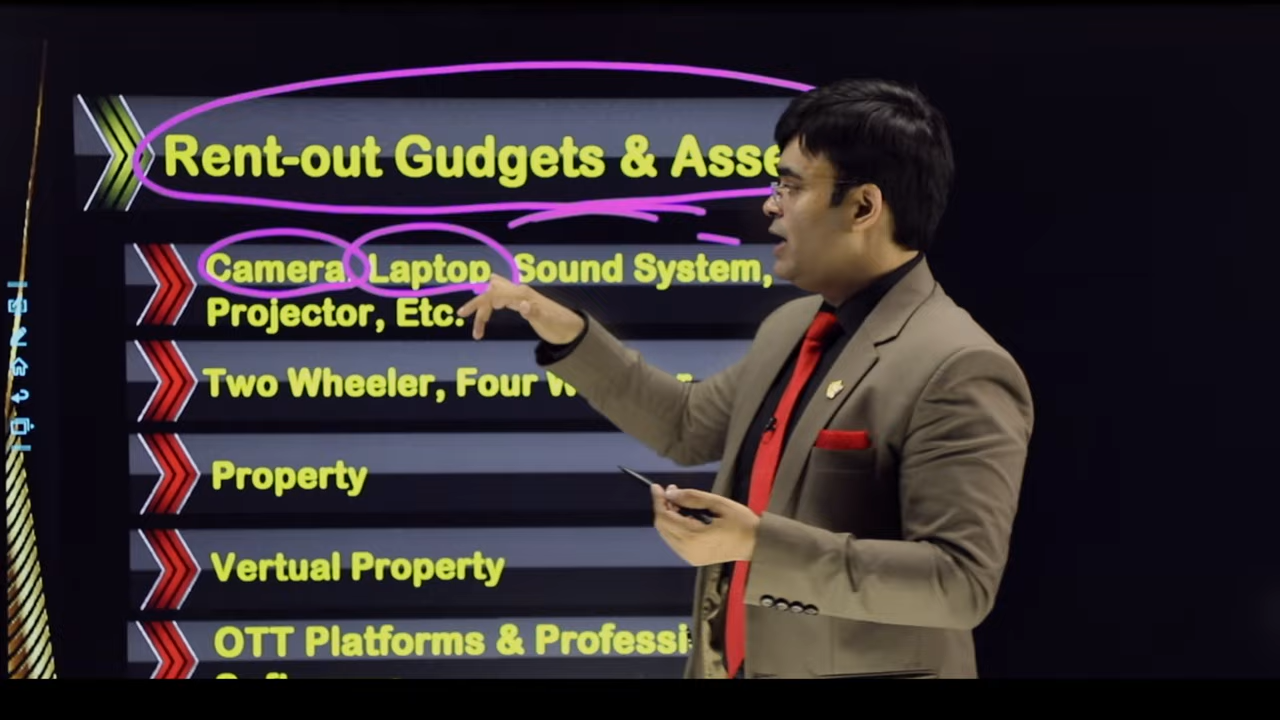 Rent-out Gudgets & Asse
Camera, Laptop, Sound System,
Projector, Etc.
Two Wheeler, Four W
Property
Vertual Property
OTT Platforms & Professi